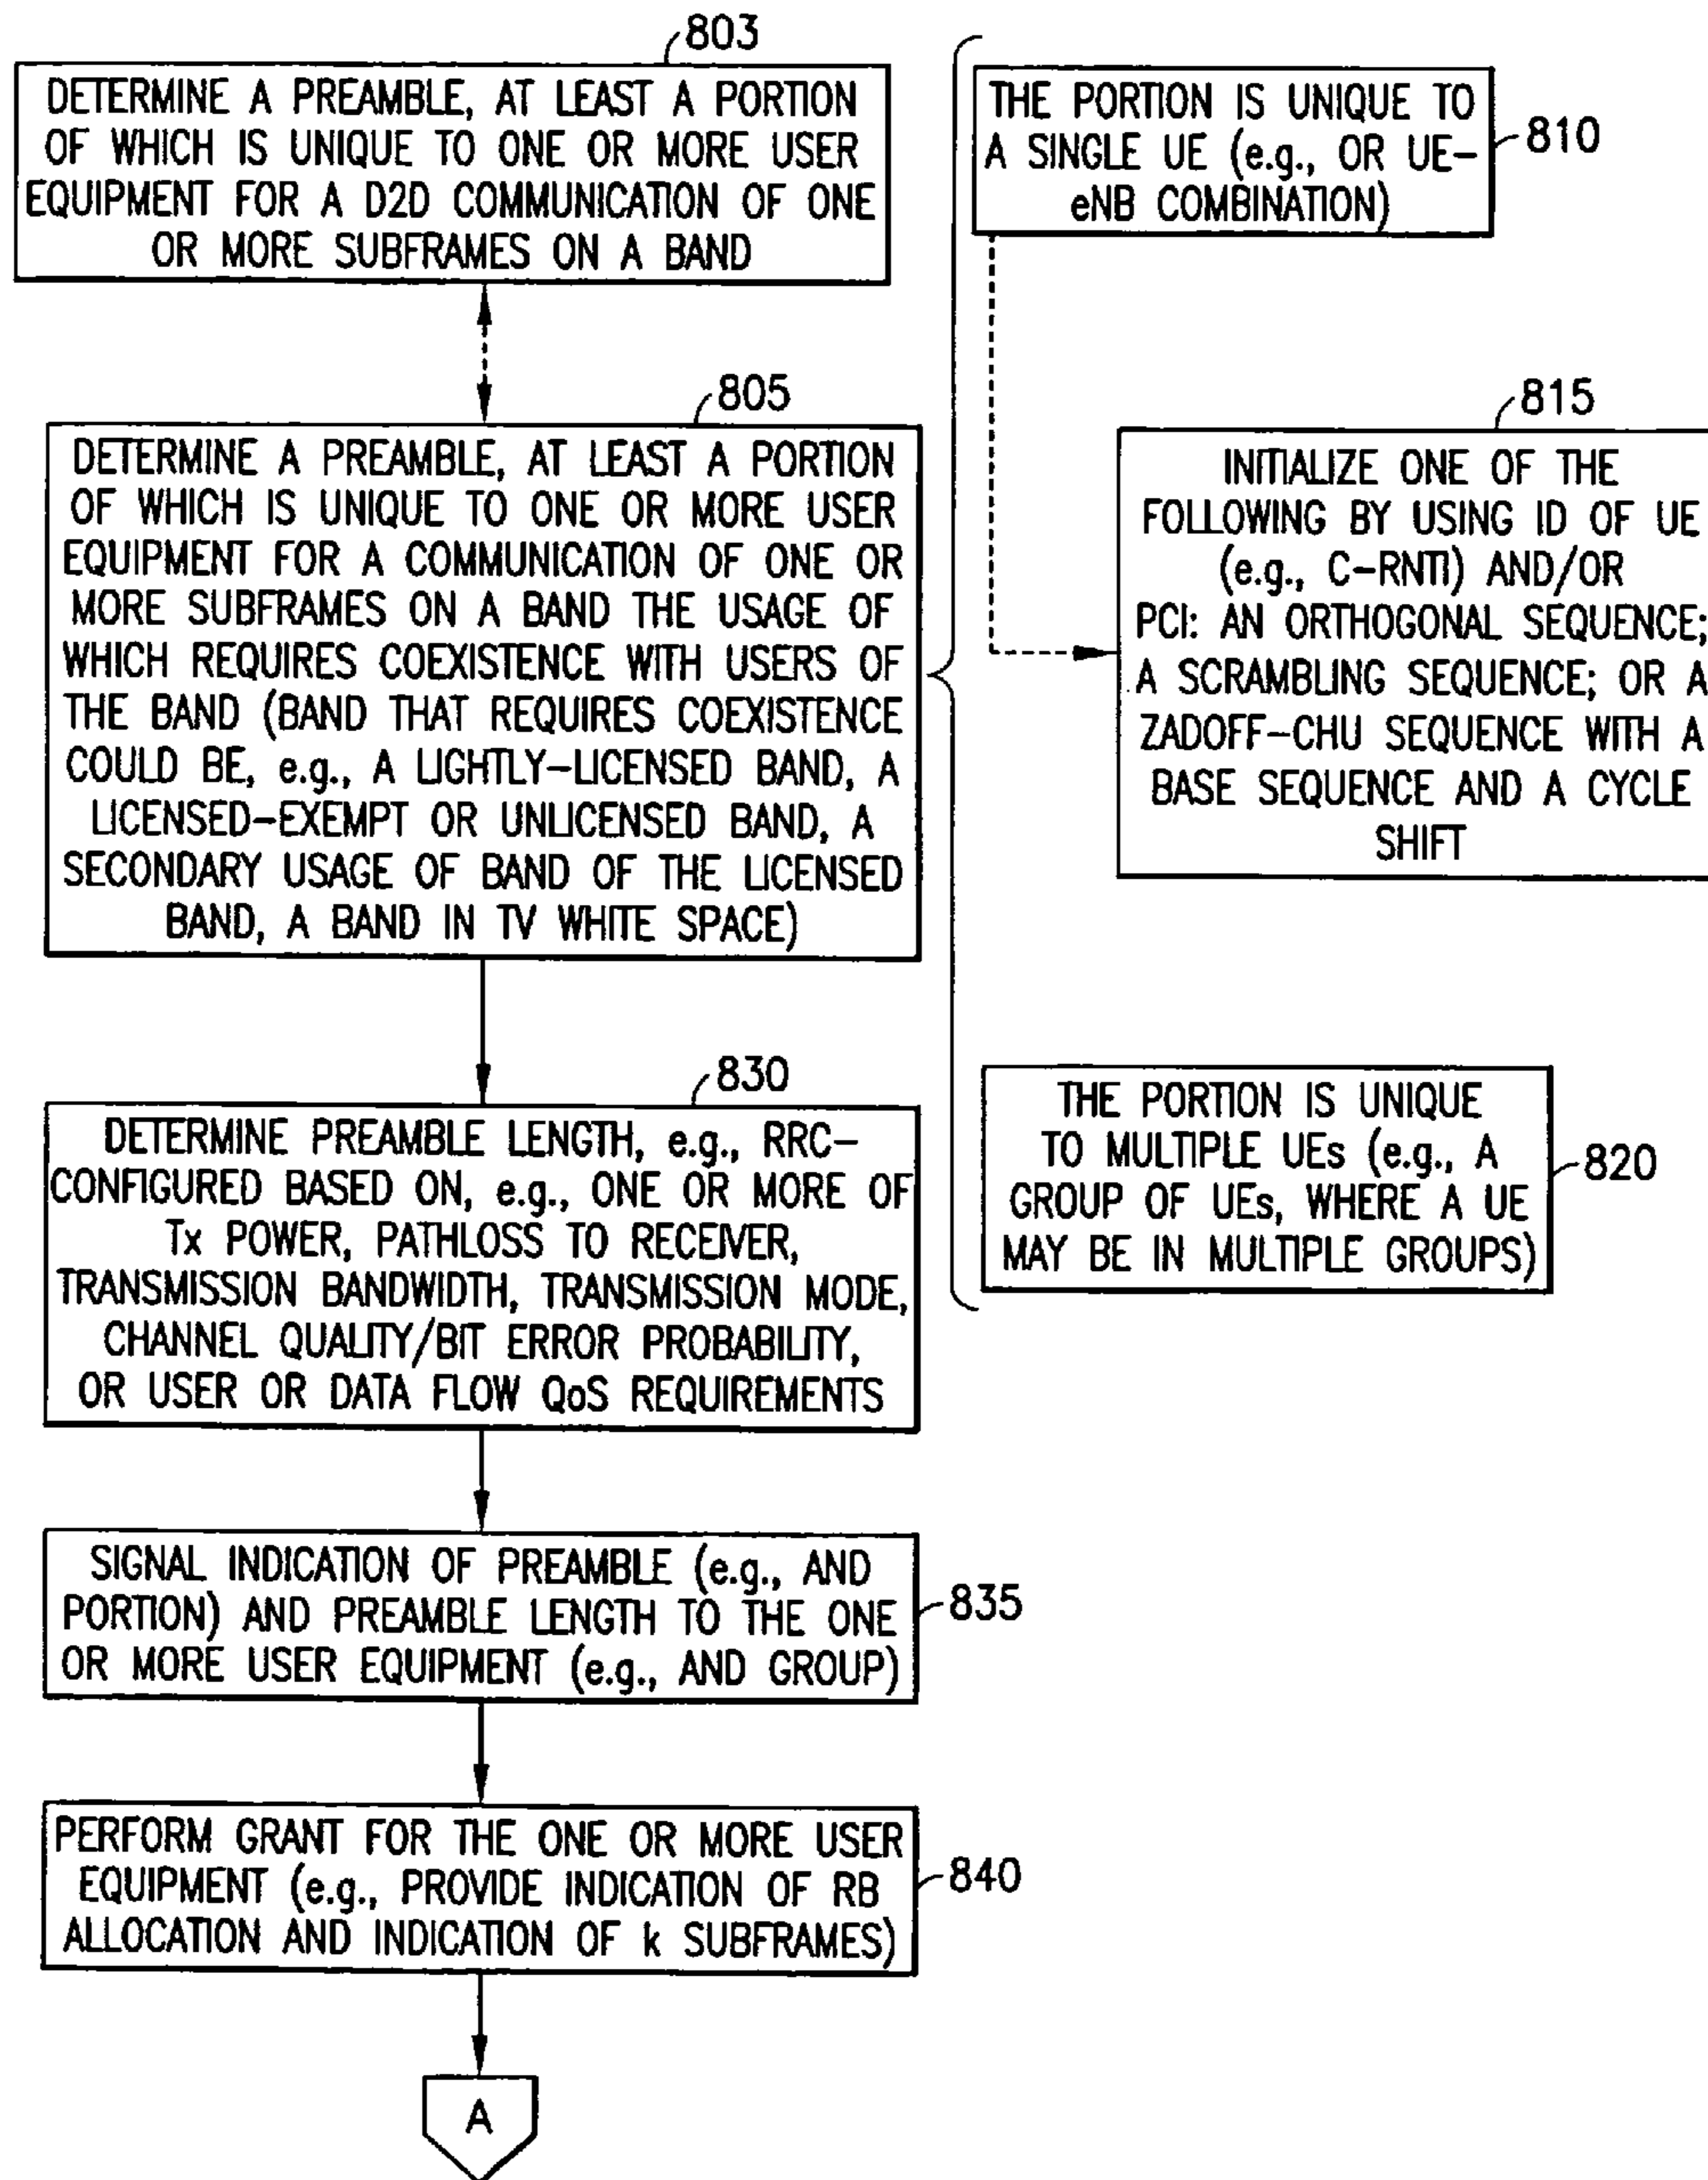 803
DETERMINE A PREAMBLE, AT LEAST A PORTION
OF WHICH IS UNIQUE TO ONE OR MORE USER
EQUIPMENT FOR A D2D COMMUNICATION OF ONE
OR MORE SUBFRAMES ON A BAND
THE PORTION IS UNIQUE TO
A SINGLE UE (e.g., OR UE-
eNB COMBINATION)
810
805
DETERMINE A PREAMBLE, AT LEAST A PORTION
OF WHICH IS UNIQUE TO ONE OR MORE USER
EQUIPMENT FOR A COMMUNICATION OF ONE OR
MORE SUBFRAMES ON A BAND THE USAGE OF
WHICH REQUIRES COEXISTENCE WITH USERS OF
THE BAND (BAND THAT REQUIRES COEXISTENCE
COULD BE, e.g., A LIGHTLY-LICENSED BAND, A
LICENSED-EXEMPT OR UNLICENSED BAND, A
SECONDARY USAGE OF BAND OF THE LICENSED
BAND, A BAND IN TV WHITE SPACE)
815
INITIALIZE ONE OF THE
FOLLOWING BY USING ID OF UE
(e.g., C-RNTI) AND/OR
PCI: AN ORTHOGONAL SEQUENCE;
A SCRAMBLING SEQUENCE; OR A
ZADOFF-CHU SEQUENCE WITH A
BASE SEQUENCE AND A CYCLE
SHIFT
THE PORTION IS UNIQUE
TO MULTIPLE UEs (e.g., A
GROUP OF UEs, WHERE A UE
MAY BE IN MULTIPLE GROUPS)
820
830
DETERMINE PREAMBLE LENGTH, e.g., RRC-
CONFIGURED BASED ON, e.g., ONE OR MORE OF
Tx POWER, PATHLOSS TO RECEIVER,
TRANSMISSION BANDWIDTH, TRANSMISSION MODE,
CHANNEL QUALITY/BIT ERROR PROBABILITY,
OR USER OR DATA FLOW QoS REQUIREMENTS
SIGNAL INDICATION OF PREAMBLE (e.g., AND
PORTION) AND PREAMBLE LENGTH TO THE ONE
OR MORE USER EQUIPMENT (e.g., AND GROUP)
835
PERFORM GRANT FOR THE ONE OR MORE USER
EQUIPMENT (e.g., PROVIDE INDICATION OF RB
ALLOCATION AND INDICATION OF k SUBFRAMES)
840
A